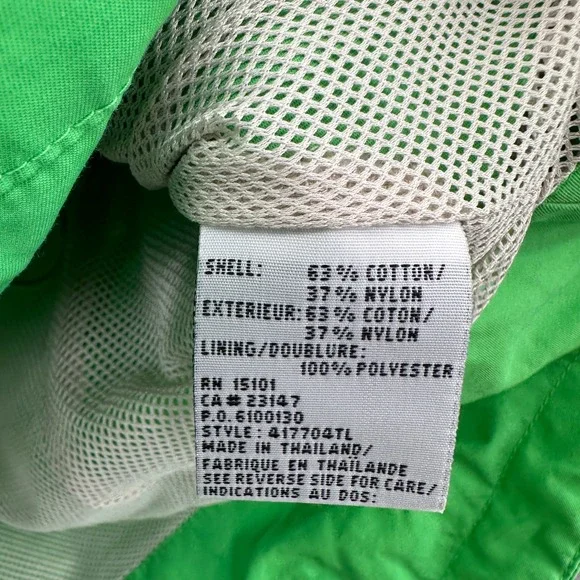 SHELL: 63% COTTON/
37% NYLON
EXTERIEUR: 63% COTON/
37% NYLON
LINING/DOUBLURE:
100% POLYESTER
RN 15101
CA# 23147
P.O. 6100130
STYLE: 417704TL
MADE IN THAILAND/
FABRIQUE EN THAÏLANDE
SEE REVERSE SIDE FOR CARE/
INDICATIONS AU DOS: